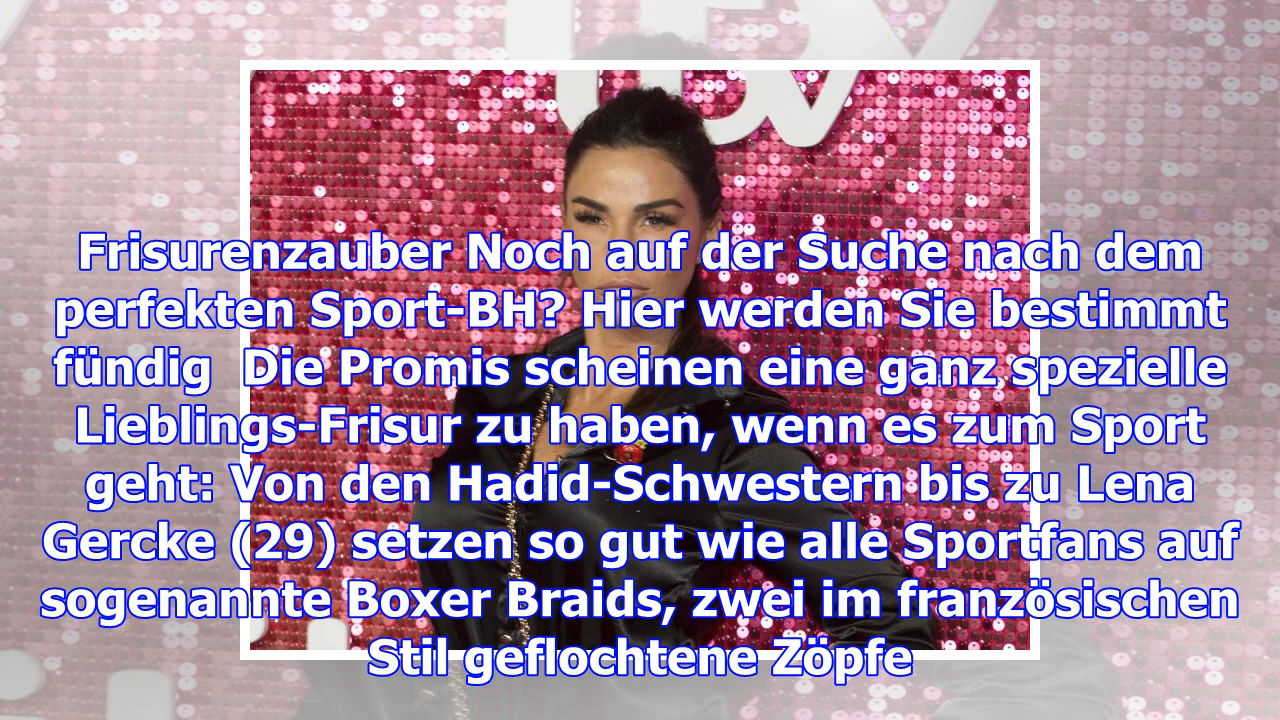 itv
Frisurenzauber Noch auf der Suche nach dem
perfekten Sport-BH? Hier werden Sie bestimmt
fündig  Die Promis scheinen eine ganz spezielle
Lieblings-Frisur zu haben, wenn es zum Sport
geht: Von den Hadid-Schwestern bis zu Lena
Gercke (29) setzen so gut wie alle Sportfans auf
sogenannte Boxer Braids, zwei im französischen
Stil geflochtene Zöpfe